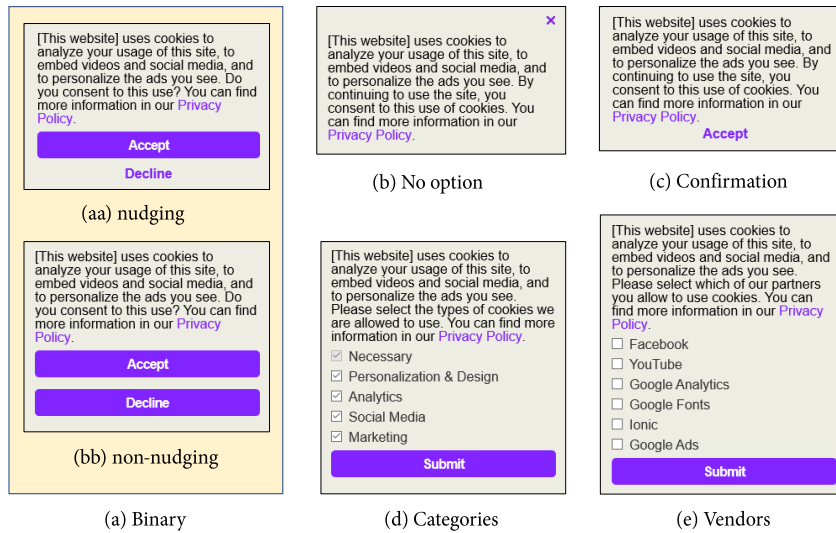 [This website] uses cookies to
analyze your usage of this site, to
embed videos and social media, and
to personalize the ads you see. Do
you consent to this use? You can find
more information in our Privacy
Policy.
Accept
Decline
(aa) nudging
[This website] uses cookies to
analyze your usage of this site, to
embed videos and social media, and
to personalize the ads you see. Do
you consent to this use? You can find
more information in our Privacy
Policy.
Accept
Decline
(bb) non-nudging
(a) Binary
×
[This website] uses cookies to
analyze your usage of this site, to
embed videos and social media, and
to personalize the ads you see. By
continuing to use the site, you
consent to this use of cookies. You
can find more information in our
Privacy Policy.
(b) No option
[This website] uses cookies to
analyze your usage of this site, to
embed videos and social media, and
to personalize the ads you see. By
continuing to use the site, you
consent to this use of cookies. You
can find more information in our
Privacy Policy.
Accept
(c) Confirmation
[This website] uses cookies to
analyze your usage of this site, to
embed videos and social media, and
to personalize the ads you see.
Please select the types of cookies we
are allowed to use. You can find more
information in our Privacy Policy.
Necessary
Personalization & Design
Analytics
Social Media
Marketing
Submit
(d) Categories
[This website] uses cookies to
analyze your usage of this site, to
embed videos and social media, and
to personalize the ads you see.
Please select which of our partners
you allow to use cookies. You can
find more information in our Privacy
Policy.
Facebook
YouTube
Google Analytics
Google Fonts
Ionic
Google Ads
Submit
(e) Vendors